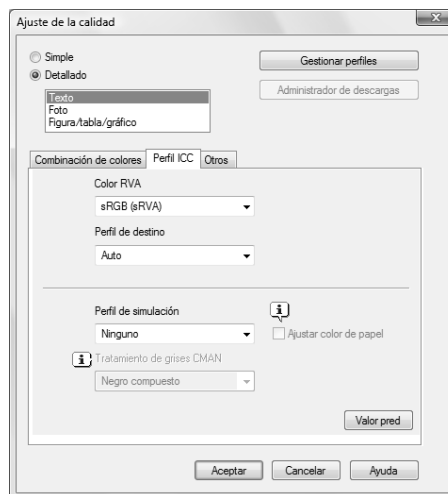 Ajuste de la calidad
Simple
Detallado
Gestionar perfiles
Administrador de descargas
Texto
Foto
Figura/tabla/gráfico
Combinación de colores Perfil ICC Otros
Color RVA
sRGB (sRVA)
Perfil de destino
Auto
Perfil de simulación
Ninguno
Ajustar color de papel
Tratamiento de grises CMAN
Negro compuesto
Valor pred
Aceptar Cancelar Ayuda